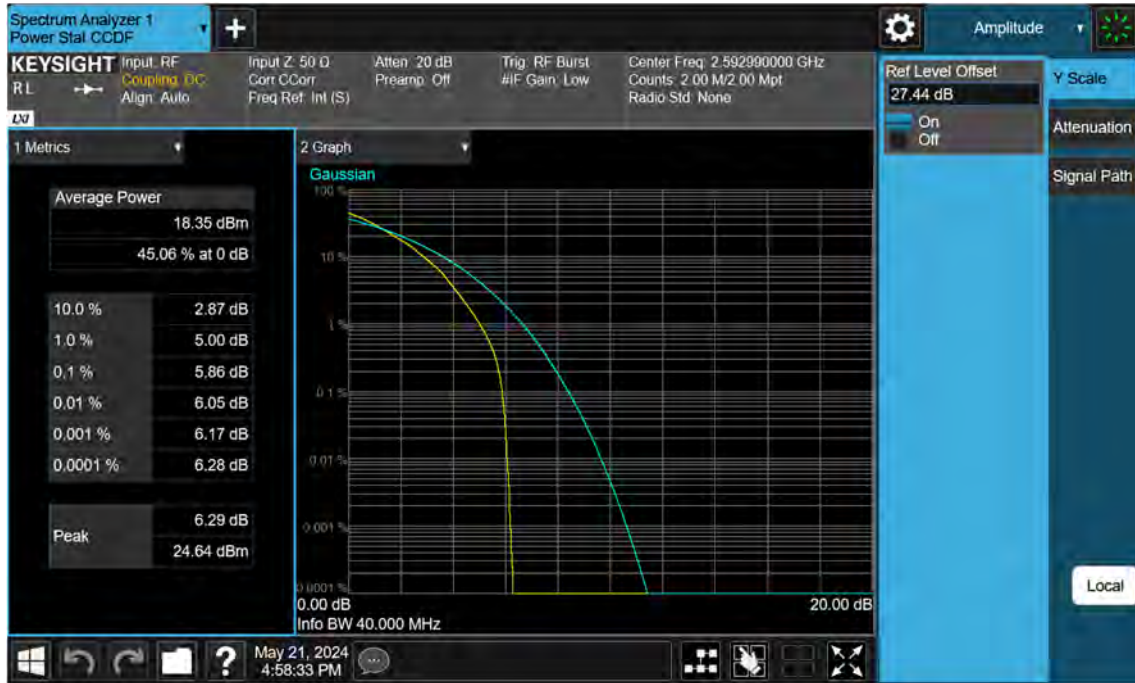 Spectrum Analyzer 1
Power Stat CCDF
+
Amplitude
KEYSIGHT
RL
LXI
Input: RF
Coupling: DC
Align: Auto
Input Z: 50 Ω
Corr CCorr
Freq Ref: Int (S)
Atten: 20 dB
Preamp: Off
Trig: RF Burst
#IF Gain: Low
Center Freq: 2.592990000 GHz
Counts: 2.00 M/2.00 Mpt
Radio Std: None
Ref Level Offset
27.44 dB
On
Off
Y Scale
Attenuation
Signal Path
1 Metrics
Average Power
18.35 dBm
45.06 % at 0 dB
10.0 % 2.87 dB
1.0 % 5.00 dB
0.1 % 5.86 dB
0.01 % 6.05 dB
0.001 % 6.17 dB
0.0001 % 6.28 dB
Peak
6.29 dB
24.64 dBm
2 Graph
Gaussian
100 %
10 %
1 %
0.1 %
0.01 %
0.001 %
0.0001 %
0.00 dB 20.00 dB
Info BW 40.000 MHz
Local
?
May 21, 2024
4:58:33 PM